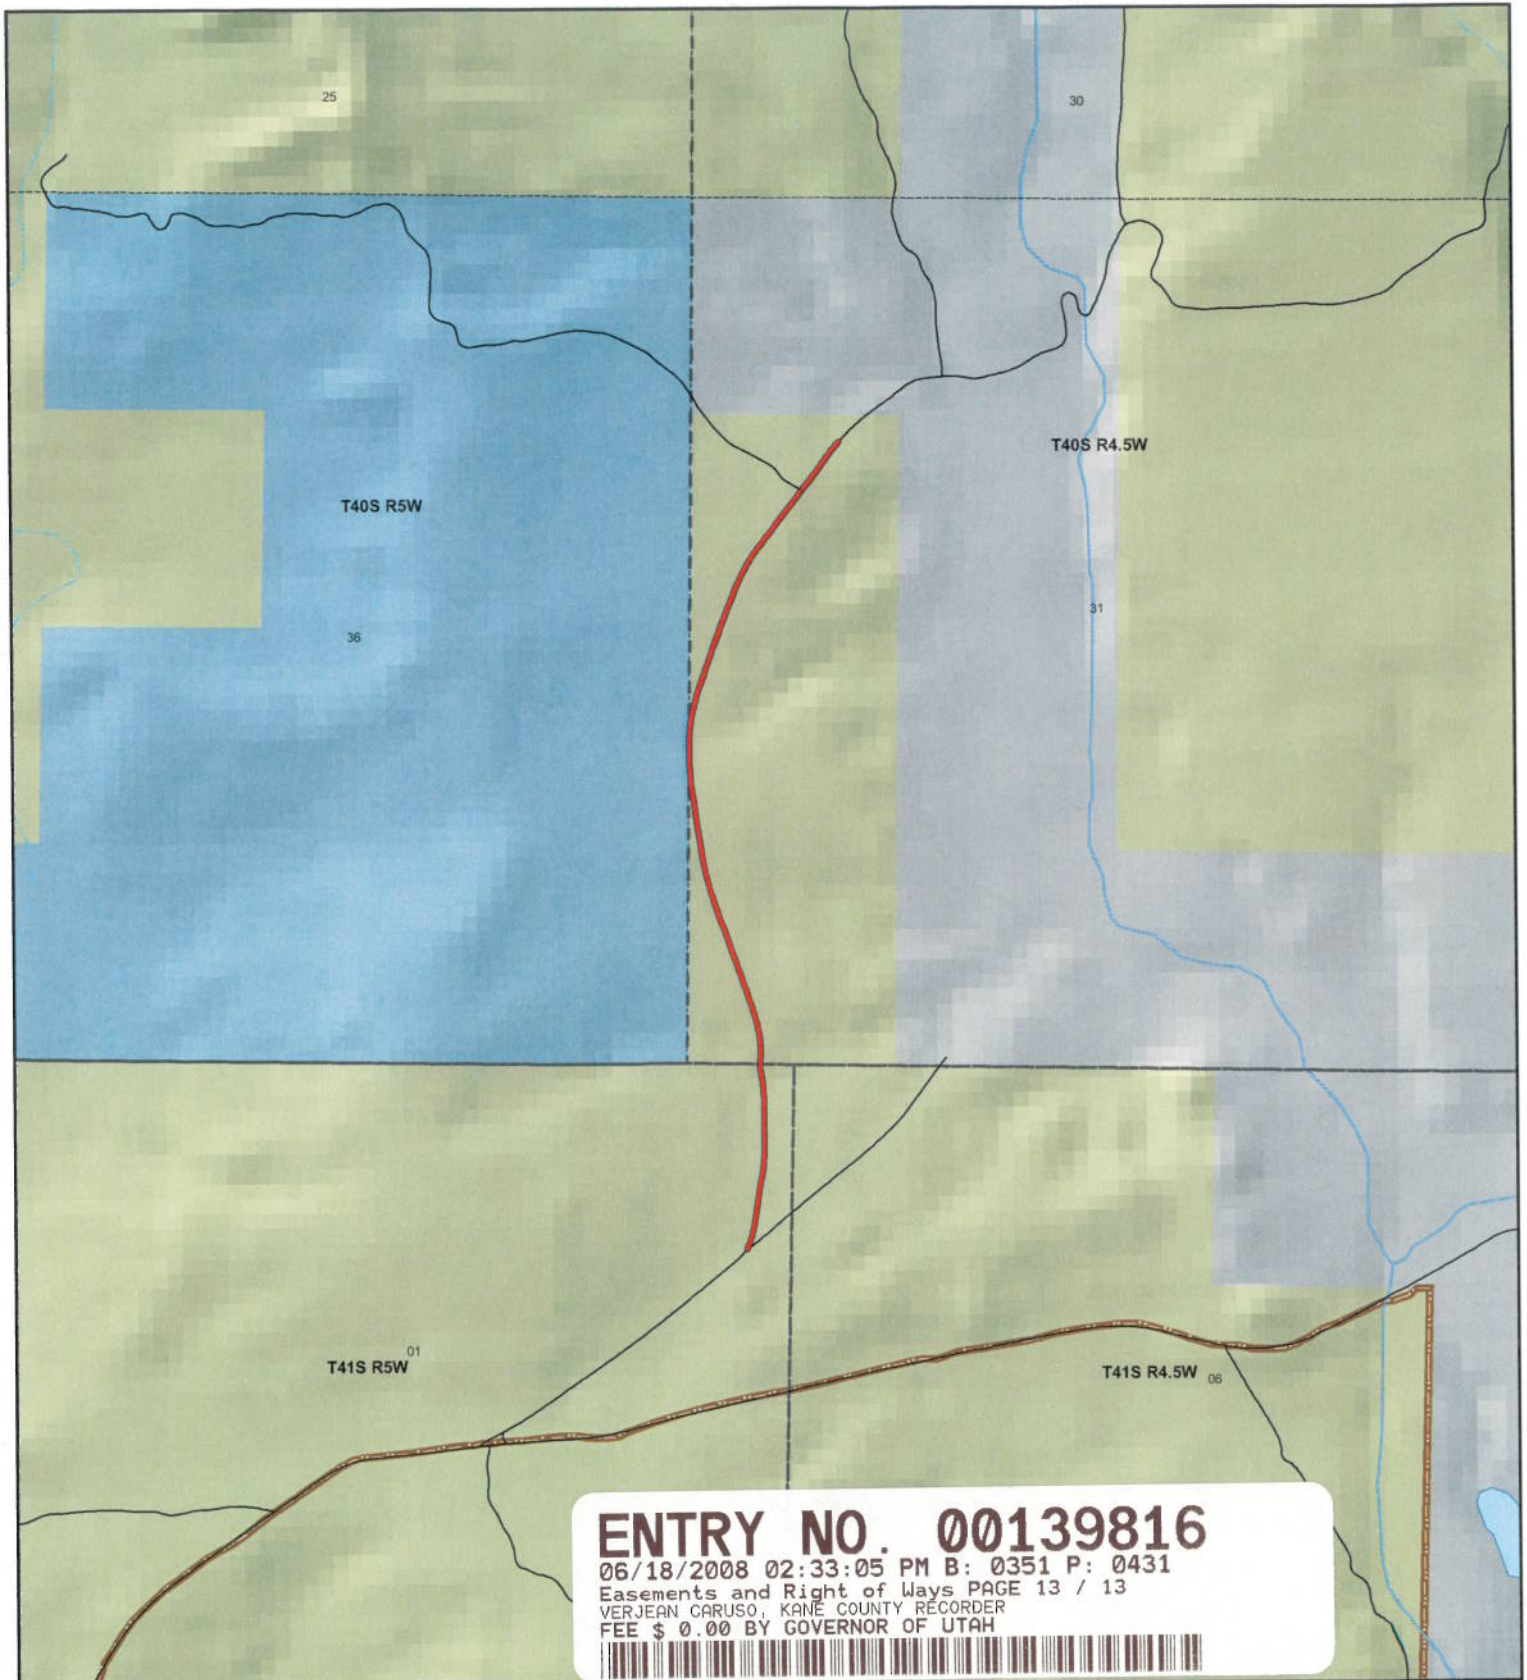 25
30
T40S R4.5W
T40S R5W
31
36
01
T41S R5W
T41S R4.5W 06
ENTRY NO. 00139816
06/18/2008 02:33:05 PM B: 0351 P: 0431
Easements and Right of Ways PAGE 13 / 13
VERJEAN CARUSO, KANE COUNTY RECORDER
FEE $ 0.00 BY GOVERNOR OF UTAH